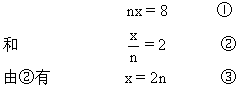 nx = 8 ①
和 x/n = 2 ②
由②有 x = 2n ③